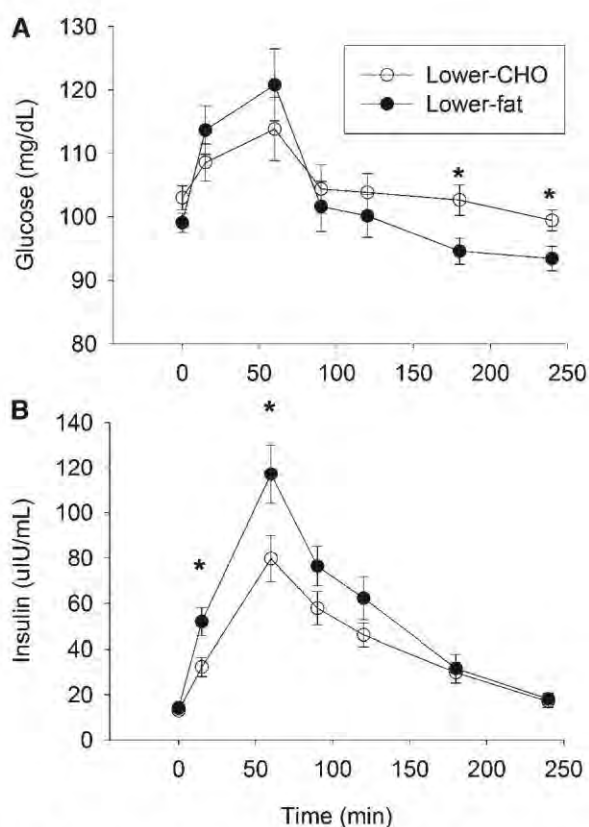 A
130
120
110
100
90
80
Glucose (mg/dL)
Lower-CHO
Lower-fat
*
*
0 50 100 150 200 250
B
140
120
100
80
60
40
20
0
Insulin (uIU/mL)
*
*
0 50 100 150 200 250
Time (min)